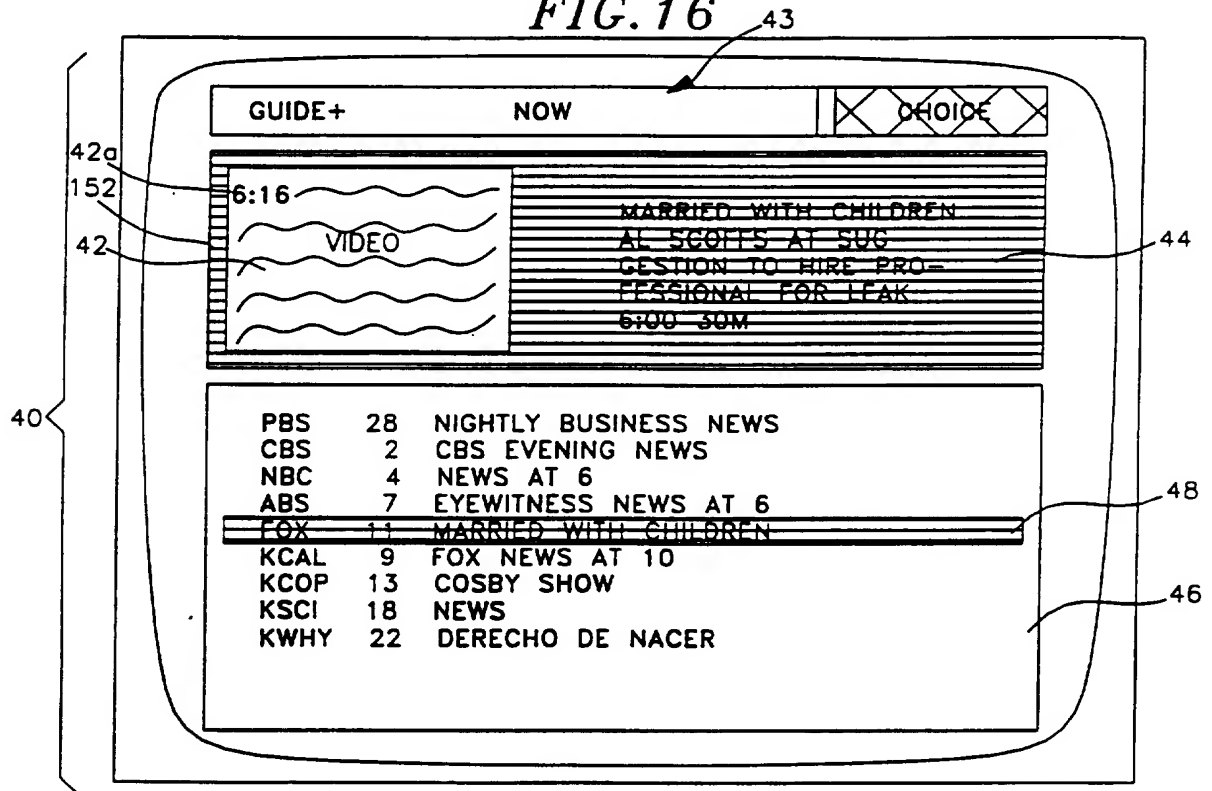 FIG. 16
43
GUIDE+ NOW CHOICE
42a
152
42
6:16
VIDEO
MARRIED WITH CHILDREN
AL SCOFFS AT SUG
GESTION TO HIRE PRO-
FESSIONAL FOR LEAK
6:00 30M
44
40
PBS 28 NIGHTLY BUSINESS NEWS
CBS 2 CBS EVENING NEWS
NBC 4 NEWS AT 6
ABS 7 EYEWITNESS NEWS AT 6
FOX 11 MARRIED WITH CHILDREN
KCAL 9 FOX NEWS AT 10
KCOP 13 COSBY SHOW
KSCI 18 NEWS
KWHY 22 DERECHO DE NACER
48
46